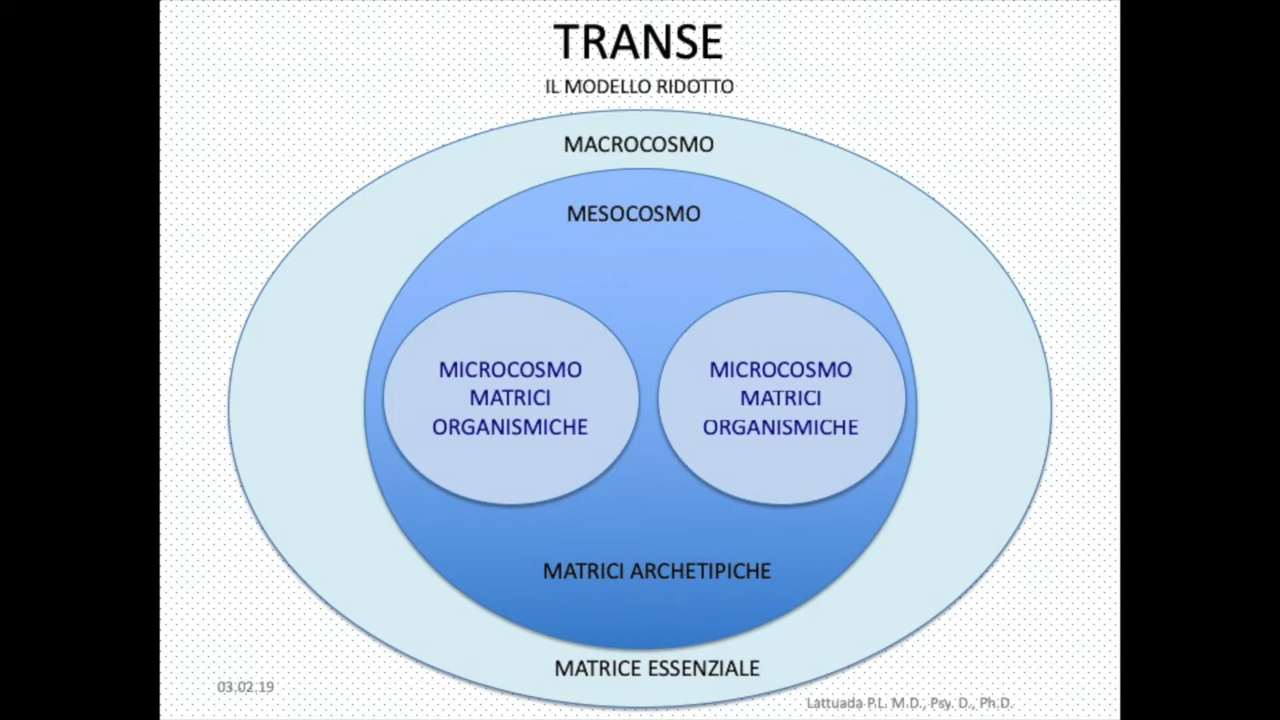 TRANSE
IL MODELLO RIDOTTO
MACROCOSMO
MESOCOSMO
MICROCOSMO
MATRICI
ORGANISMICHE
MICROCOSMO
MATRICI
ORGANISMICHE
MATRICI ARCHETIPICHE
MATRICE ESSENZIALE
03.02.19
Lattuada P.L. M.D., Psy. D., Ph.D.